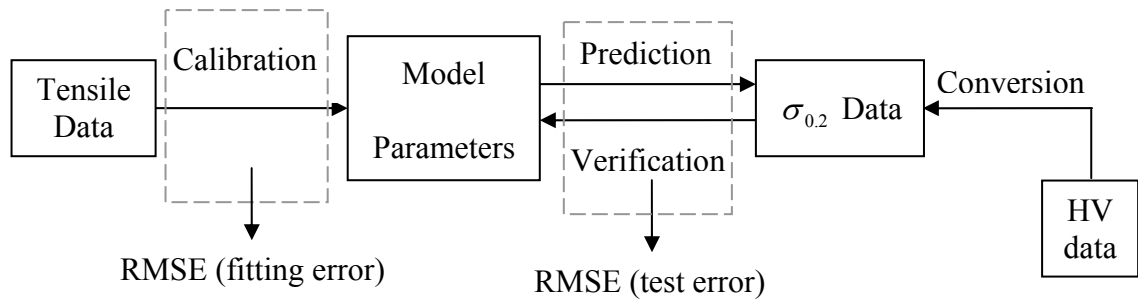 Tensile
Data
Calibration
Model
Parameters
Prediction
Verification
σ0.2 Data
Conversion
HV
data
RMSE (fitting error)
RMSE (test error)